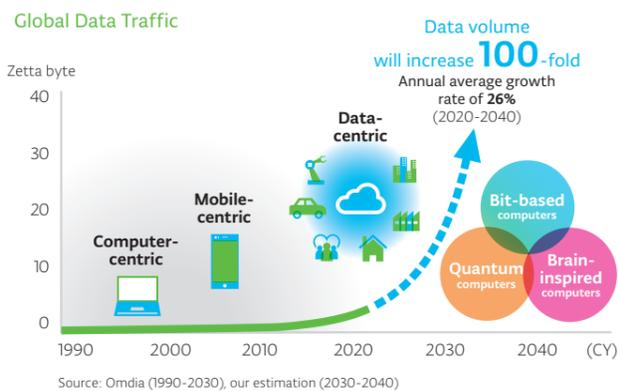 Global Data Traffic
Data volume
will increase 100-fold
Annual average growth
rate of 26%
(2020-2040)
Zetta byte
40
30
20
10
0
Data-
centric
Mobile-
centric
Computer-
centric
Bit-based
computers
Quantum
computers
Brain-
inspired
computers
1990 2000 2010 2020 2030 2040 (CY)
Source: Omdia (1990-2030), our estimation (2030-2040)